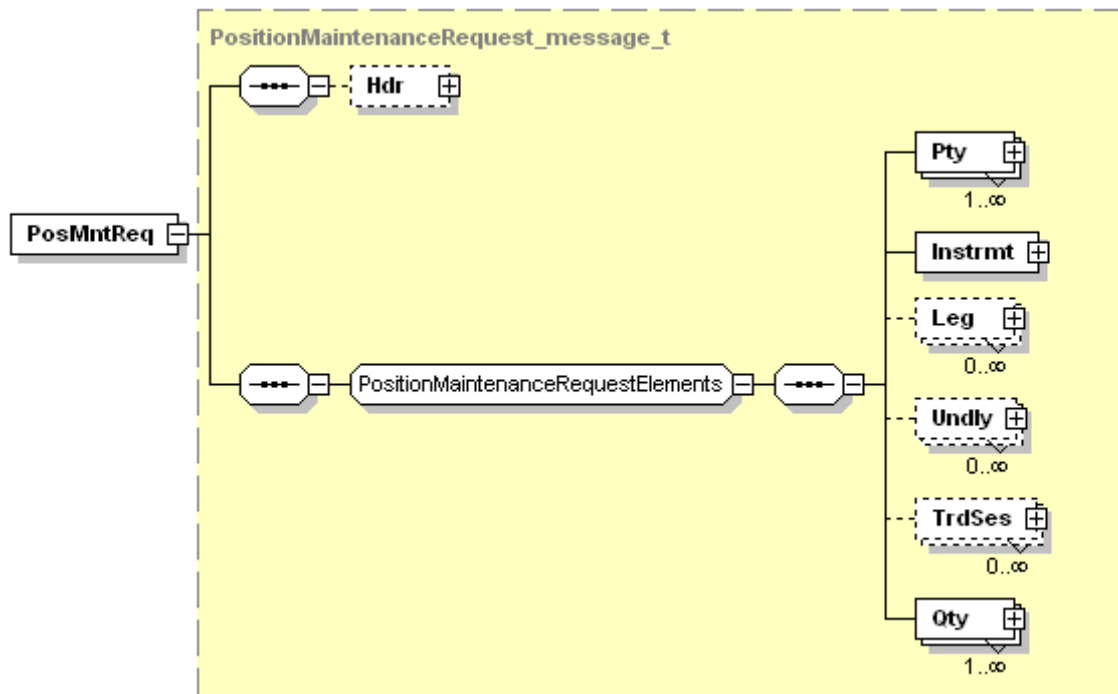 PositionMaintenanceRequest_message_t
Hdr
Pty
1..∞
PosMntReq
Instrmt
Leg
0..∞
PositionMaintenanceRequestElements
Undly
0..∞
TrdSes
0..∞
Qty
1..∞